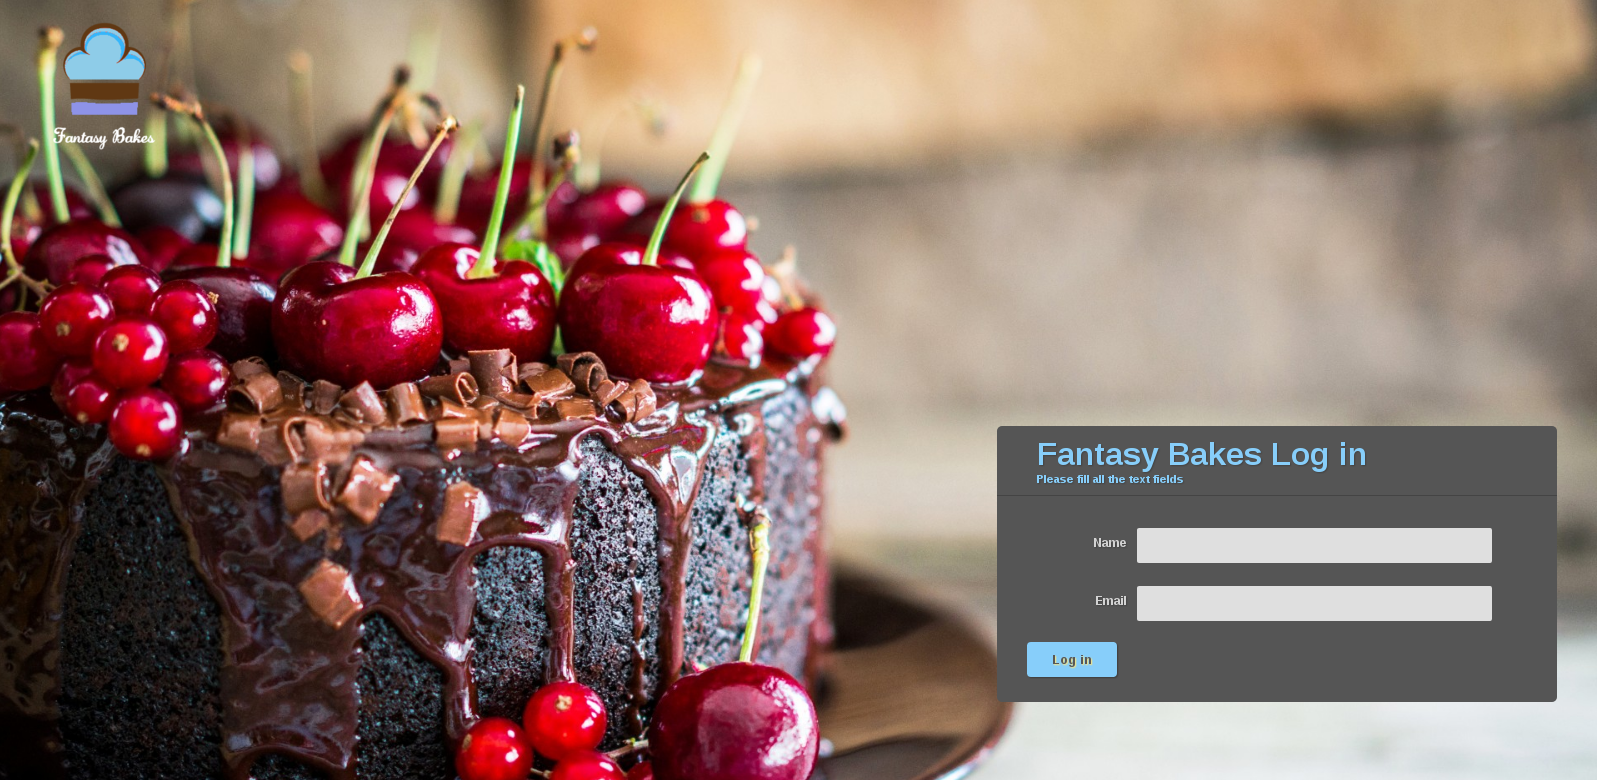 Fantasy Bakes
Fantasy Bakes Log in
Please fill all the text fields
Name
Email
Log in